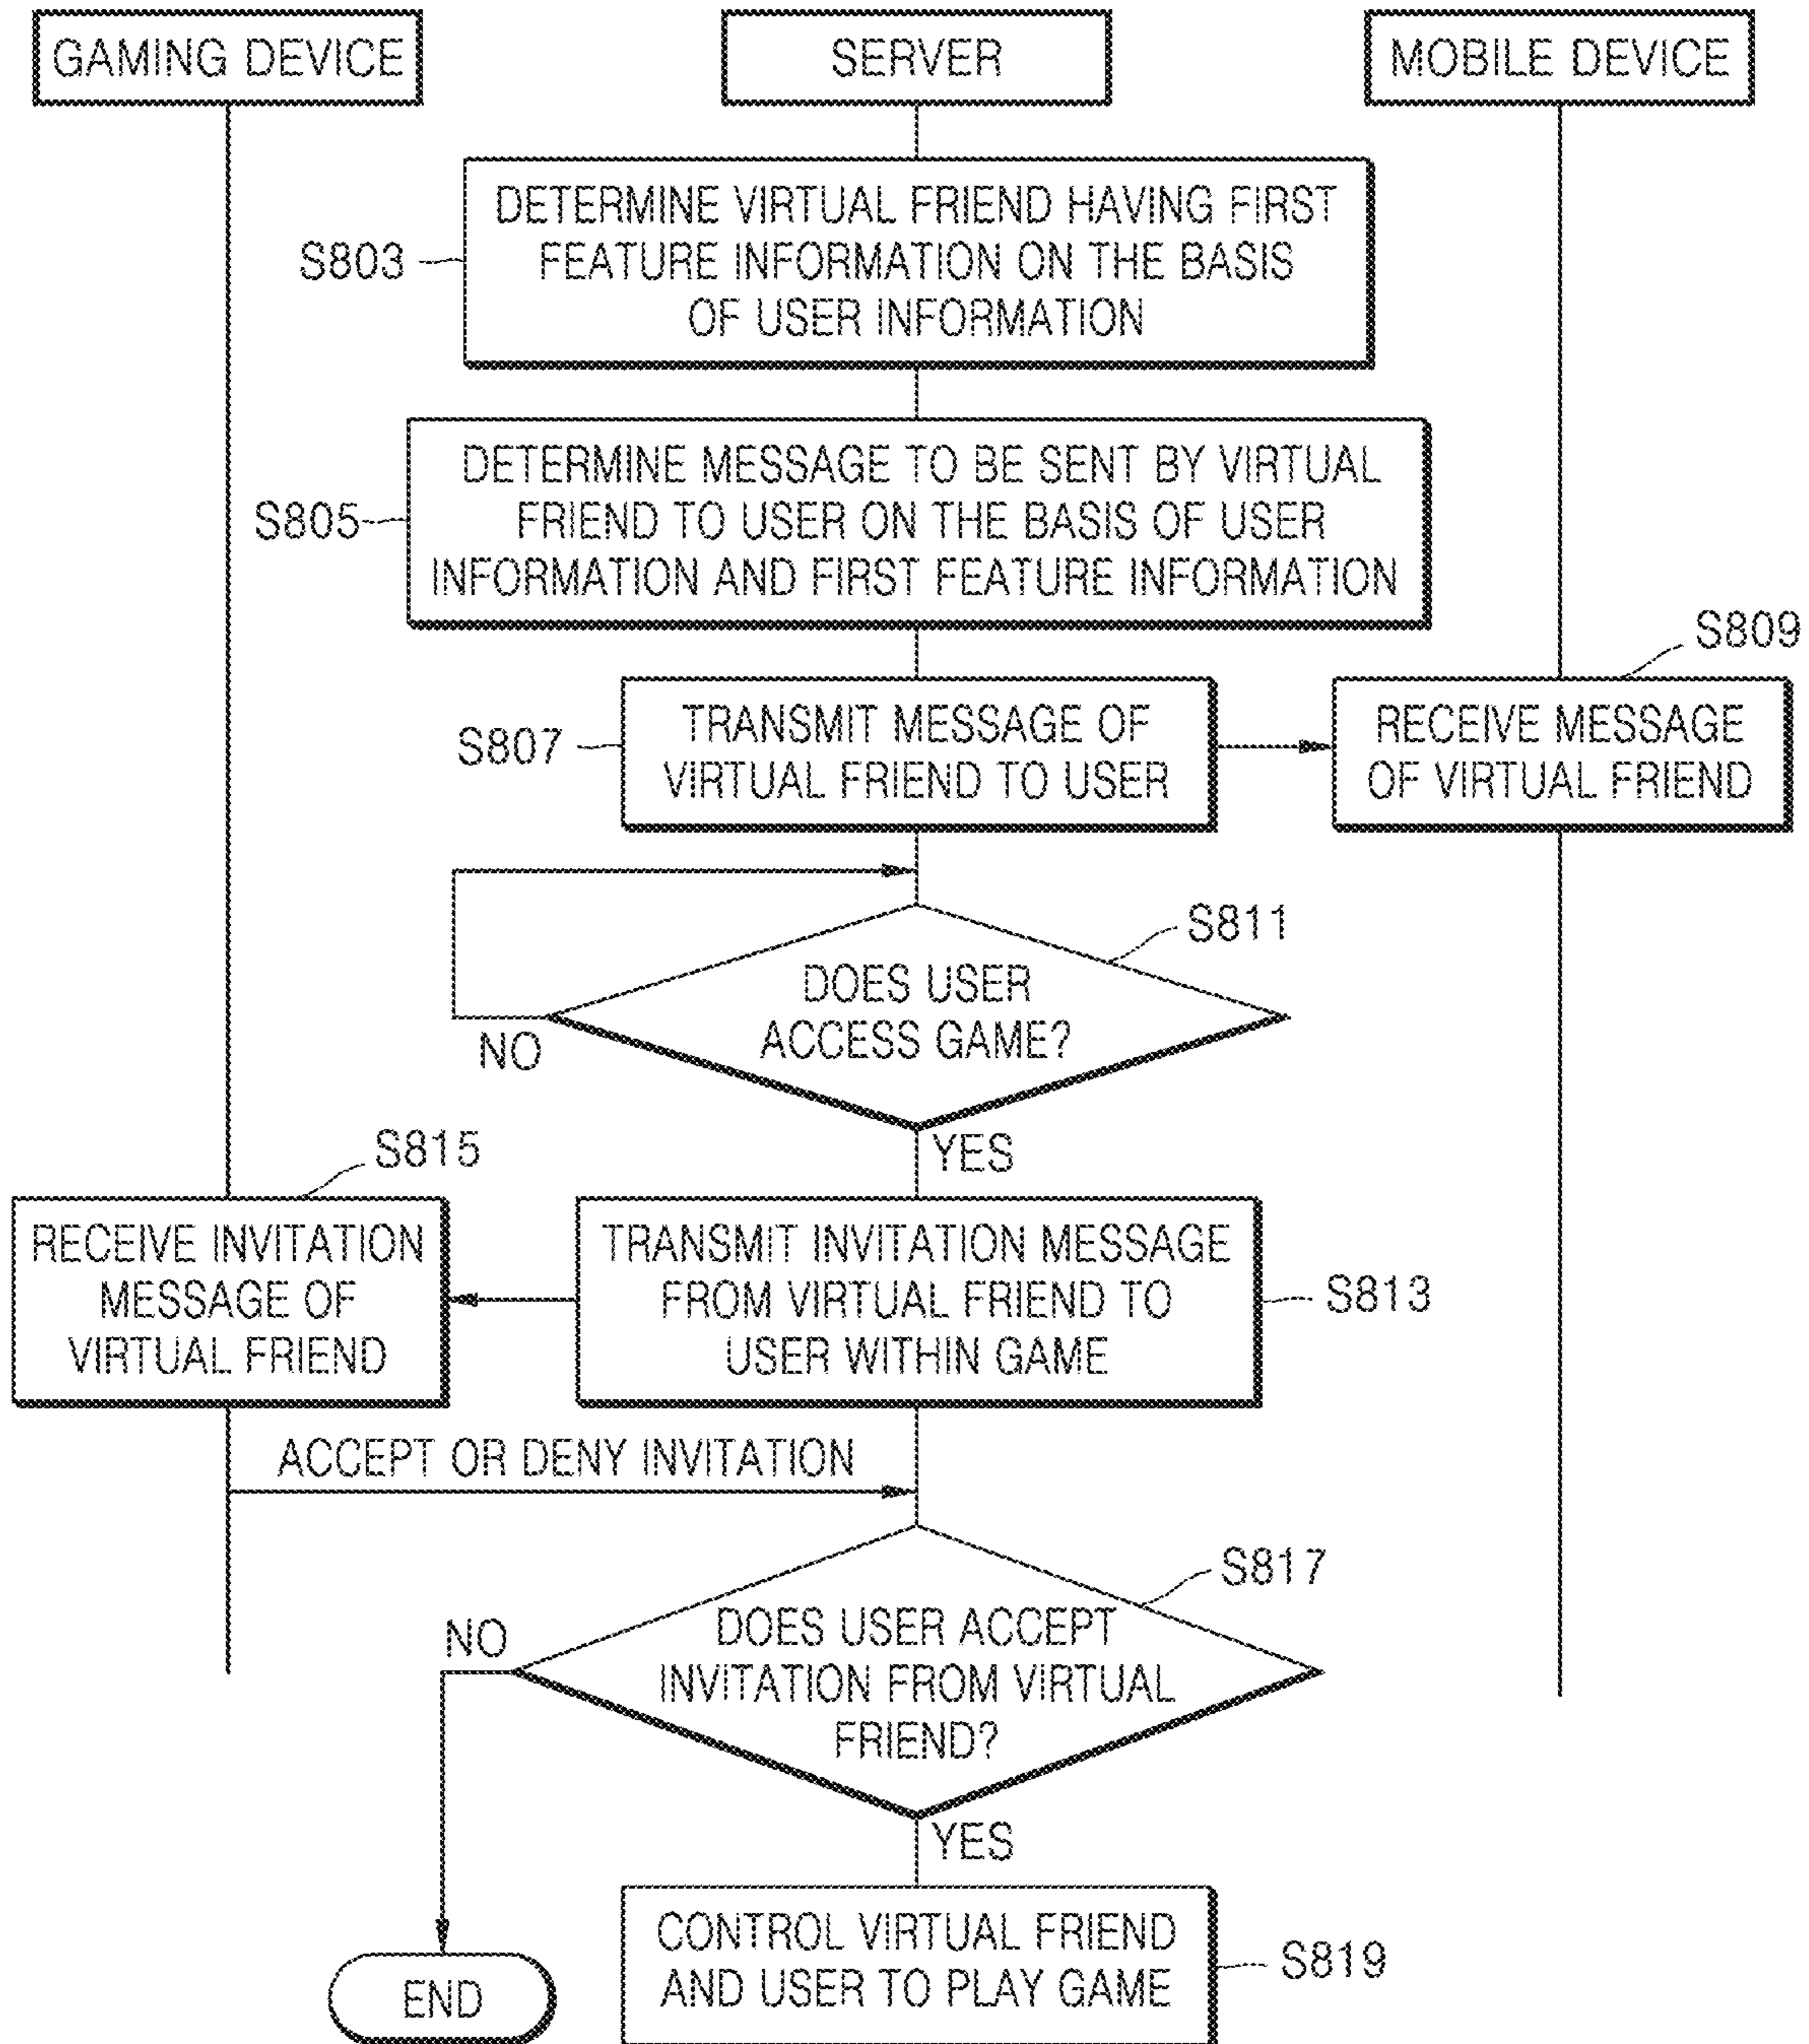 GAMING DEVICE
SERVER
MOBILE DEVICE
DETERMINE VIRTUAL FRIEND HAVING FIRST
FEATURE INFORMATION ON THE BASIS
OF USER INFORMATION
S803
DETERMINE MESSAGE TO BE SENT BY VIRTUAL
FRIEND TO USER ON THE BASIS OF USER
INFORMATION AND FIRST FEATURE INFORMATION
S805
S809
TRANSMIT MESSAGE OF
VIRTUAL FRIEND TO USER
S807
RECEIVE MESSAGE
OF VIRTUAL FRIEND
S811
DOES USER
ACCESS GAME?
NO
YES
S815
RECEIVE INVITATION
MESSAGE OF
VIRTUAL FRIEND
TRANSMIT INVITATION MESSAGE
FROM VIRTUAL FRIEND TO
USER WITHIN GAME
S813
ACCEPT OR DENY INVITATION
S817
NO
DOES USER ACCEPT
INVITATION FROM VIRTUAL
FRIEND?
YES
CONTROL VIRTUAL FRIEND
AND USER TO PLAY GAME
S819
END